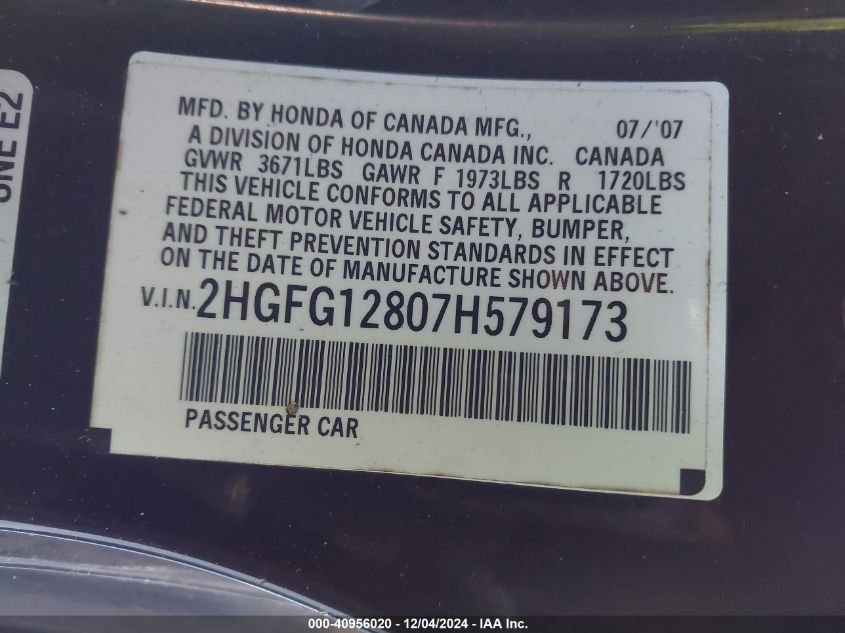 MFD. BY HONDA OF CANADA MFG., 07/'07
A DIVISION OF HONDA CANADA INC. CANADA
GVWR 3671LBS GAWR F 1973LBS R 1720LBS
THIS VEHICLE CONFORMS TO ALL APPLICABLE
FEDERAL MOTOR VEHICLE SAFETY, BUMPER,
AND THEFT PREVENTION STANDARDS IN EFFECT
ON THE DATE OF MANUFACTURE SHOWN ABOVE.
V.I.N. 2HGFG12807H579173
PASSENGER CAR
000-40956020 - 12/04/2024 - IAAI.COM